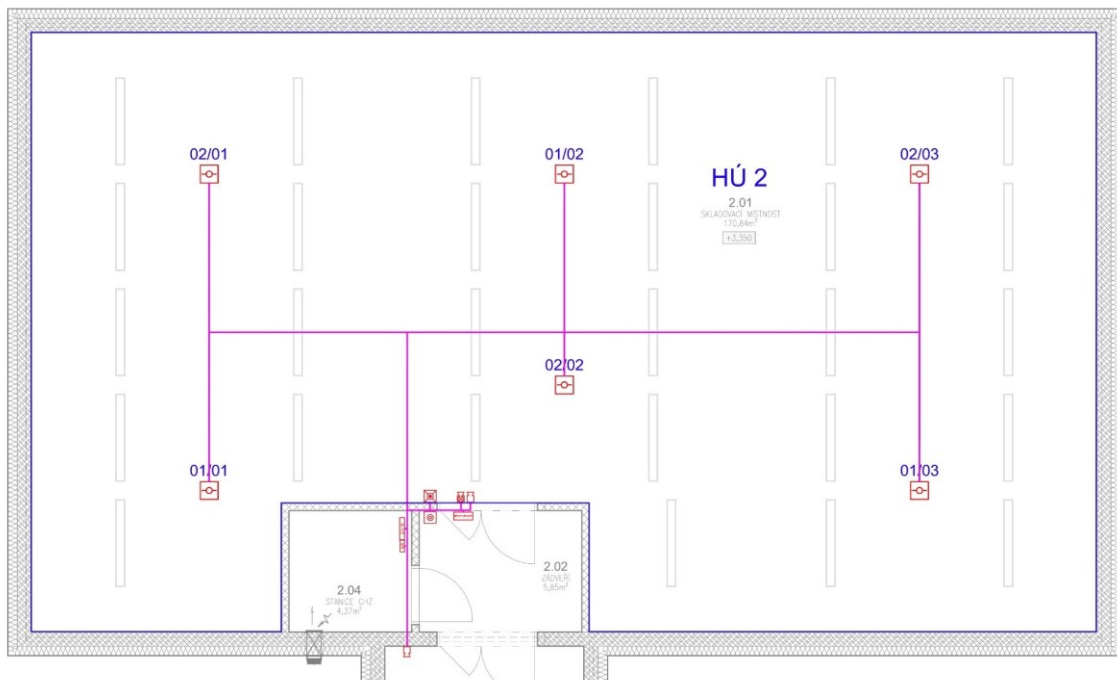 02/01
01/02
02/03
HÚ 2
2.01
SKLADOVACÍ MÍSTNOST
170,84m²
+3,350
02/02
01/01
01/03
2.04
STANICE CHZ
4,37m²
2.02
ZÁDVEŘÍ
5,85m²